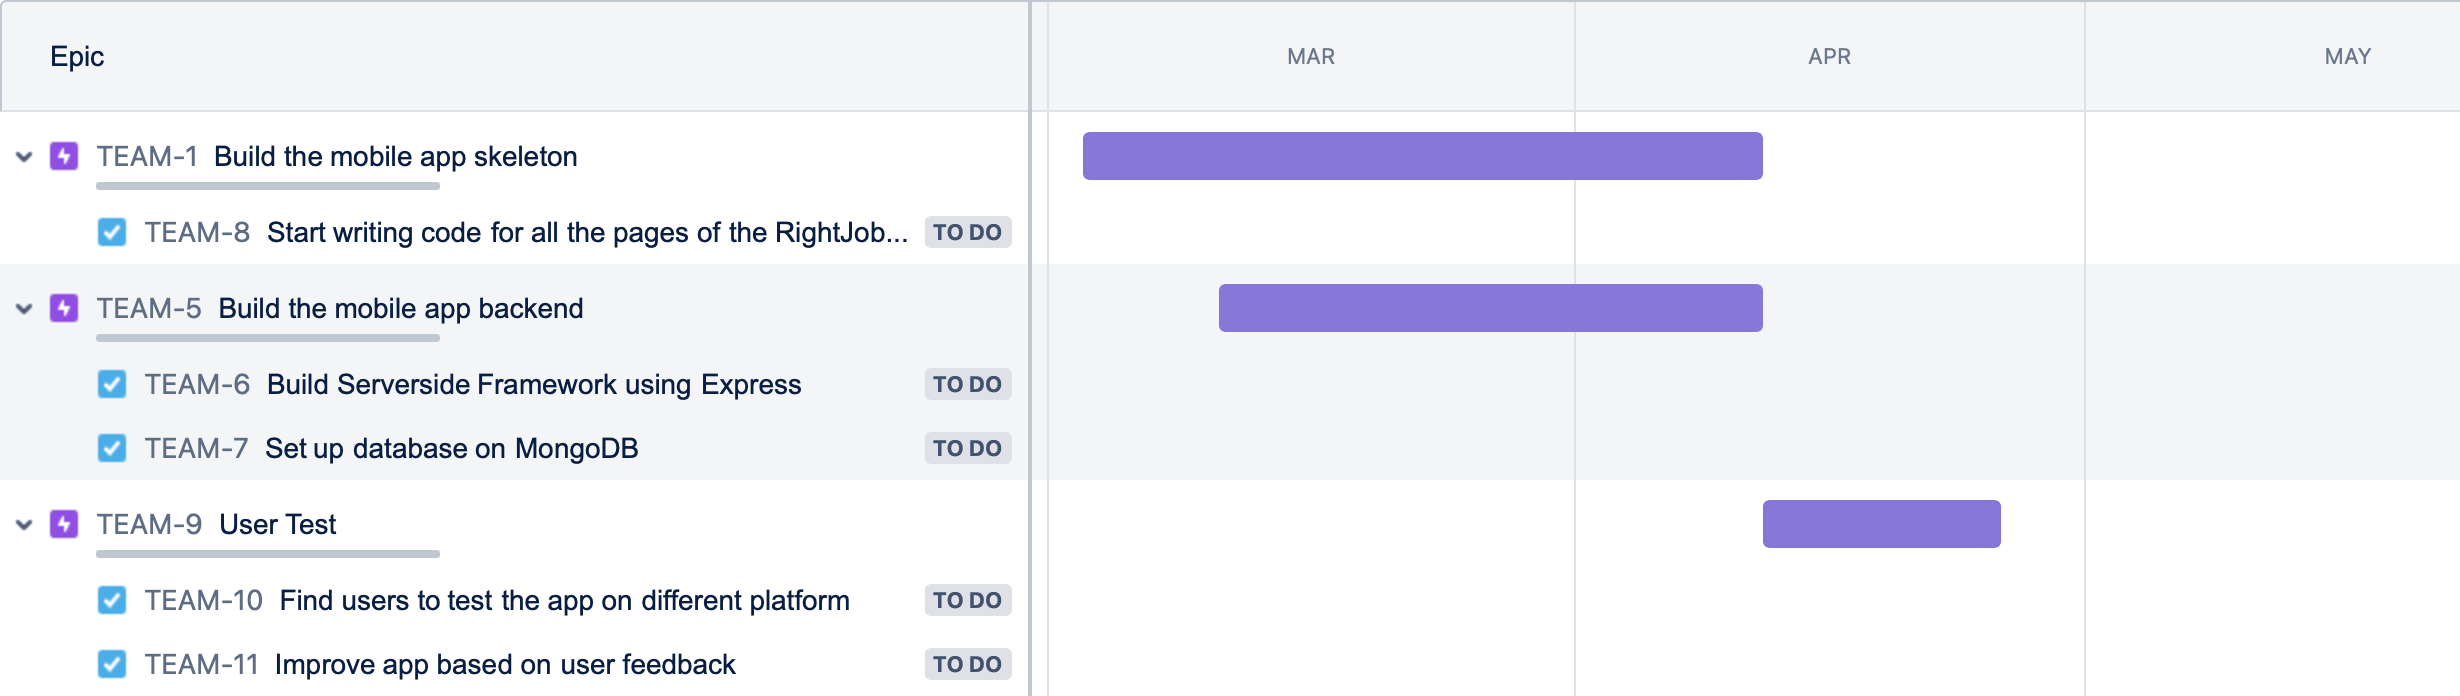 Epic MAR APR MAY
TEAM-1 Build the mobile app skeleton
TEAM-8 Start writing code for all the pages of the RightJob... TO DO
TEAM-5 Build the mobile app backend
TEAM-6 Build Serverside Framework using Express TO DO
TEAM-7 Set up database on MongoDB TO DO
TEAM-9 User Test
TEAM-10 Find users to test the app on different platform TO DO
TEAM-11 Improve app based on user feedback TO DO